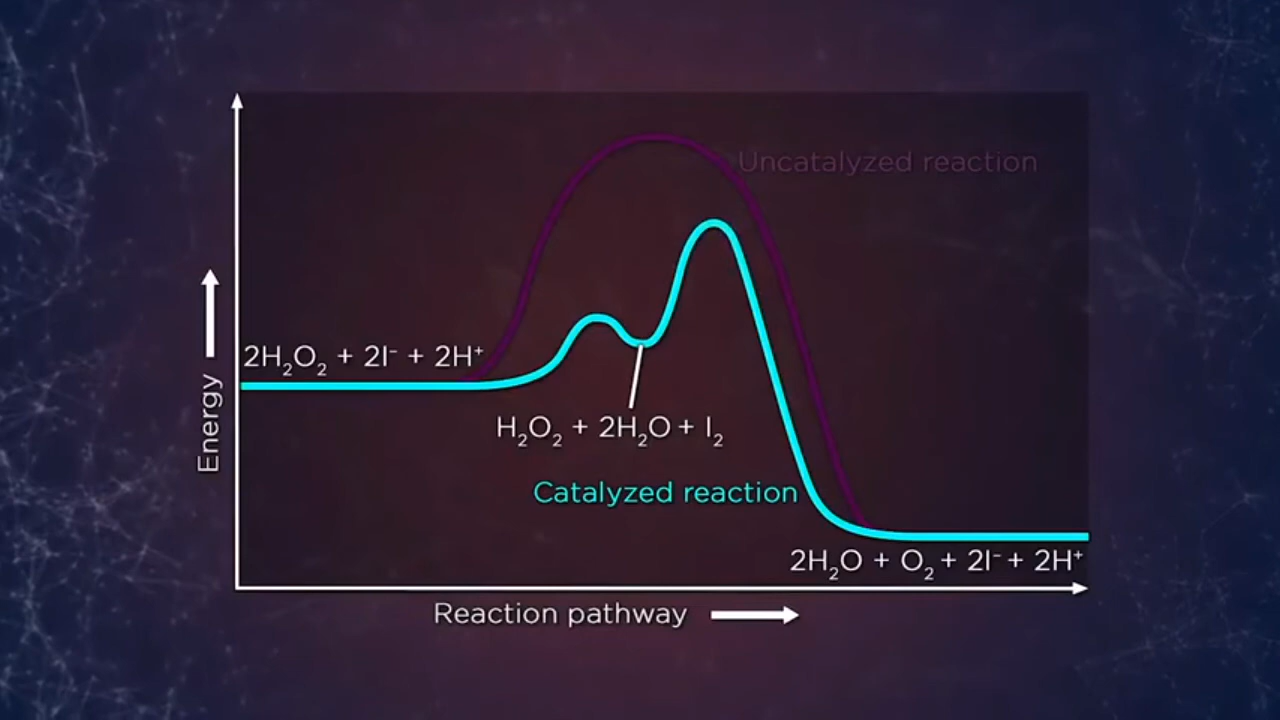 Uncatalyzed reaction
2H₂O₂ + 2I⁻ + 2H⁺
H₂O₂ + 2H₂O + I₂
Catalyzed reaction
2H₂O + O₂ + 2I⁻ + 2H⁺
Energy
Reaction pathway